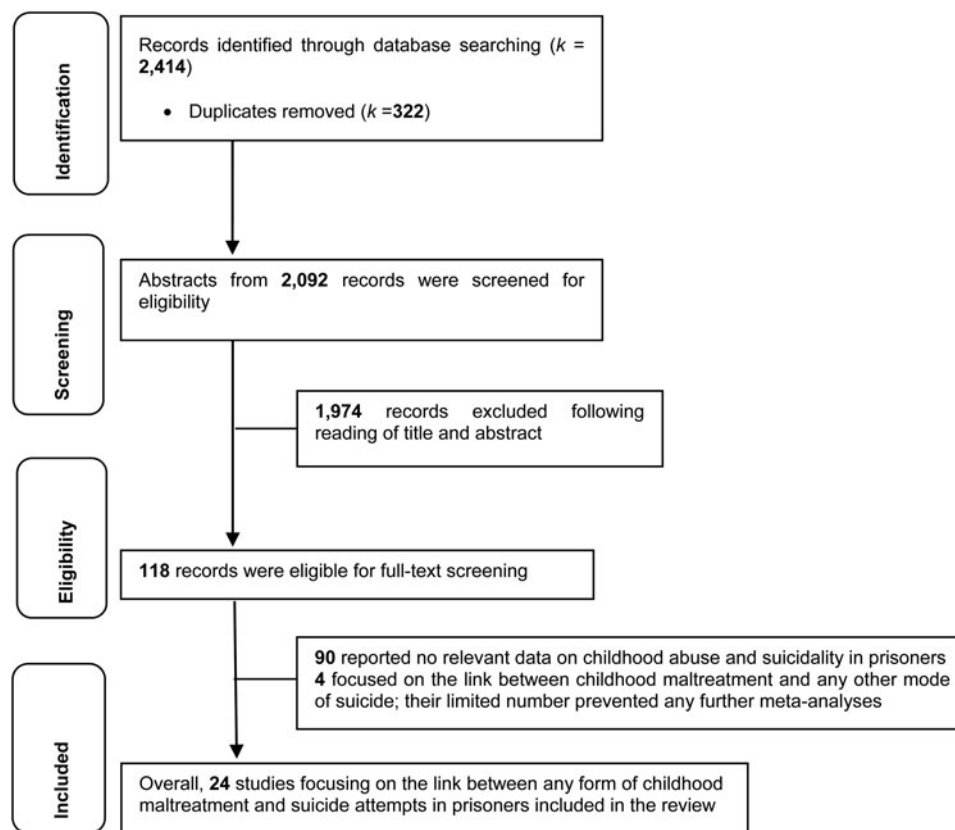 Identification
Records identified through database searching (k =
2,414)
• Duplicates removed (k =322)
Screening
Abstracts from 2,092 records were screened for
eligibility
1,974 records excluded following
reading of title and abstract
Eligibility
118 records were eligible for full-text screening
90 reported no relevant data on childhood abuse and suicidality in prisoners
4 focused on the link between childhood maltreatment and any other mode
of suicide; their limited number prevented any further meta-analyses
Included
Overall, 24 studies focusing on the link between any form of childhood
maltreatment and suicide attempts in prisoners included in the review